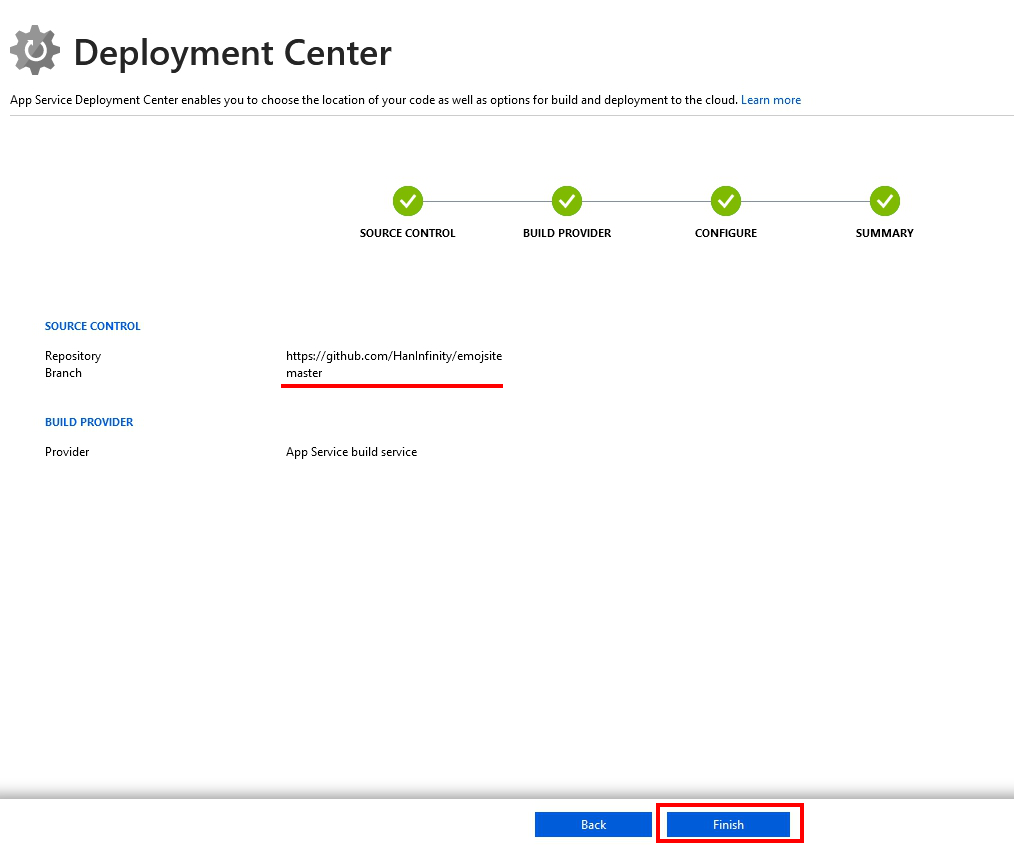 Deployment Center
App Service Deployment Center enables you to choose the location of your code as well as options for build and deployment to the cloud. Learn more
SOURCE CONTROL
BUILD PROVIDER
CONFIGURE
SUMMARY
SOURCE CONTROL
Repository https://github.com/HanInfinity/emojsite
Branch master
BUILD PROVIDER
Provider App Service build service
Back
Finish